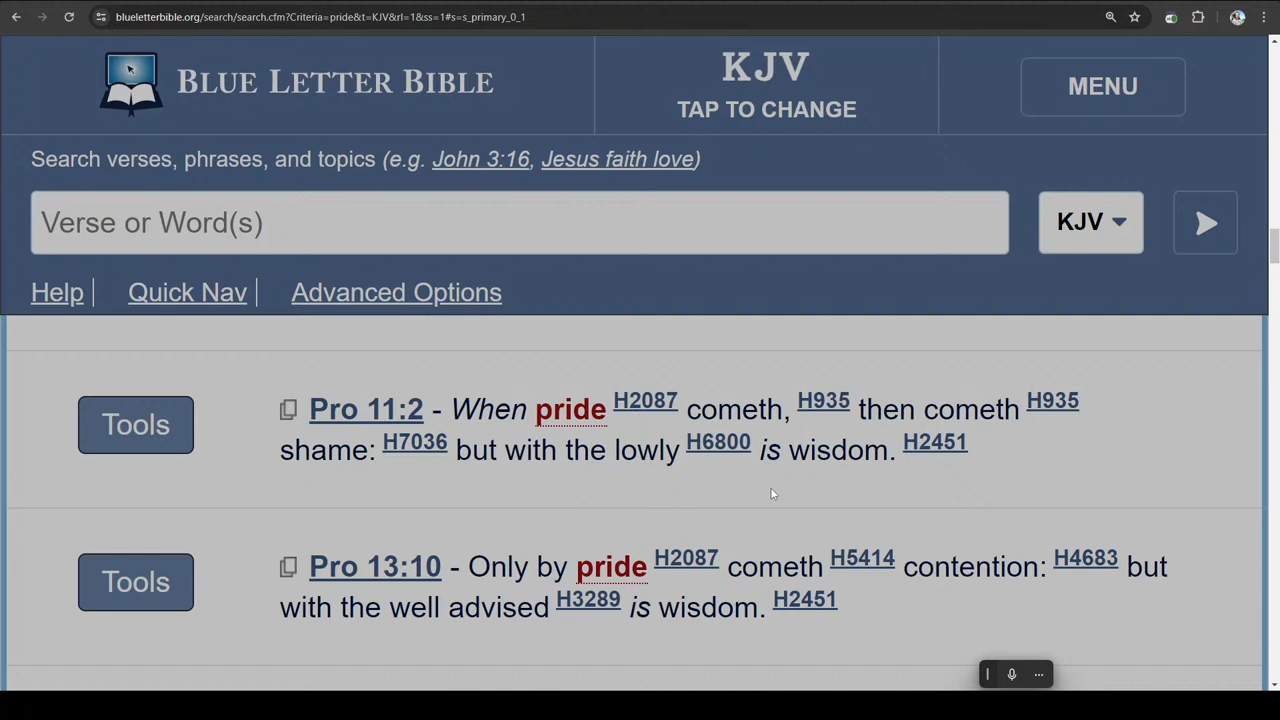 blueletterbible.org/search/search.cfm?Criteria=pride&t=KJV&rl=1&ss=1#s=s_primary_0_1
BLUE LETTER BIBLE
KJV
TAP TO CHANGE
MENU
Search verses, phrases, and topics (e.g. John 3:16, Jesus faith love)
Verse or Word(s)
KJV
Help
Quick Nav
Advanced Options
Tools
Pro 11:2 - When pride H2087 cometh, H935 then cometh H935
shame: H7036 but with the lowly H6800 is wisdom. H2451
Tools
Pro 13:10 - Only by pride H2087 cometh H5414 contention: H4683 but
with the well advised H3289 is wisdom. H2451